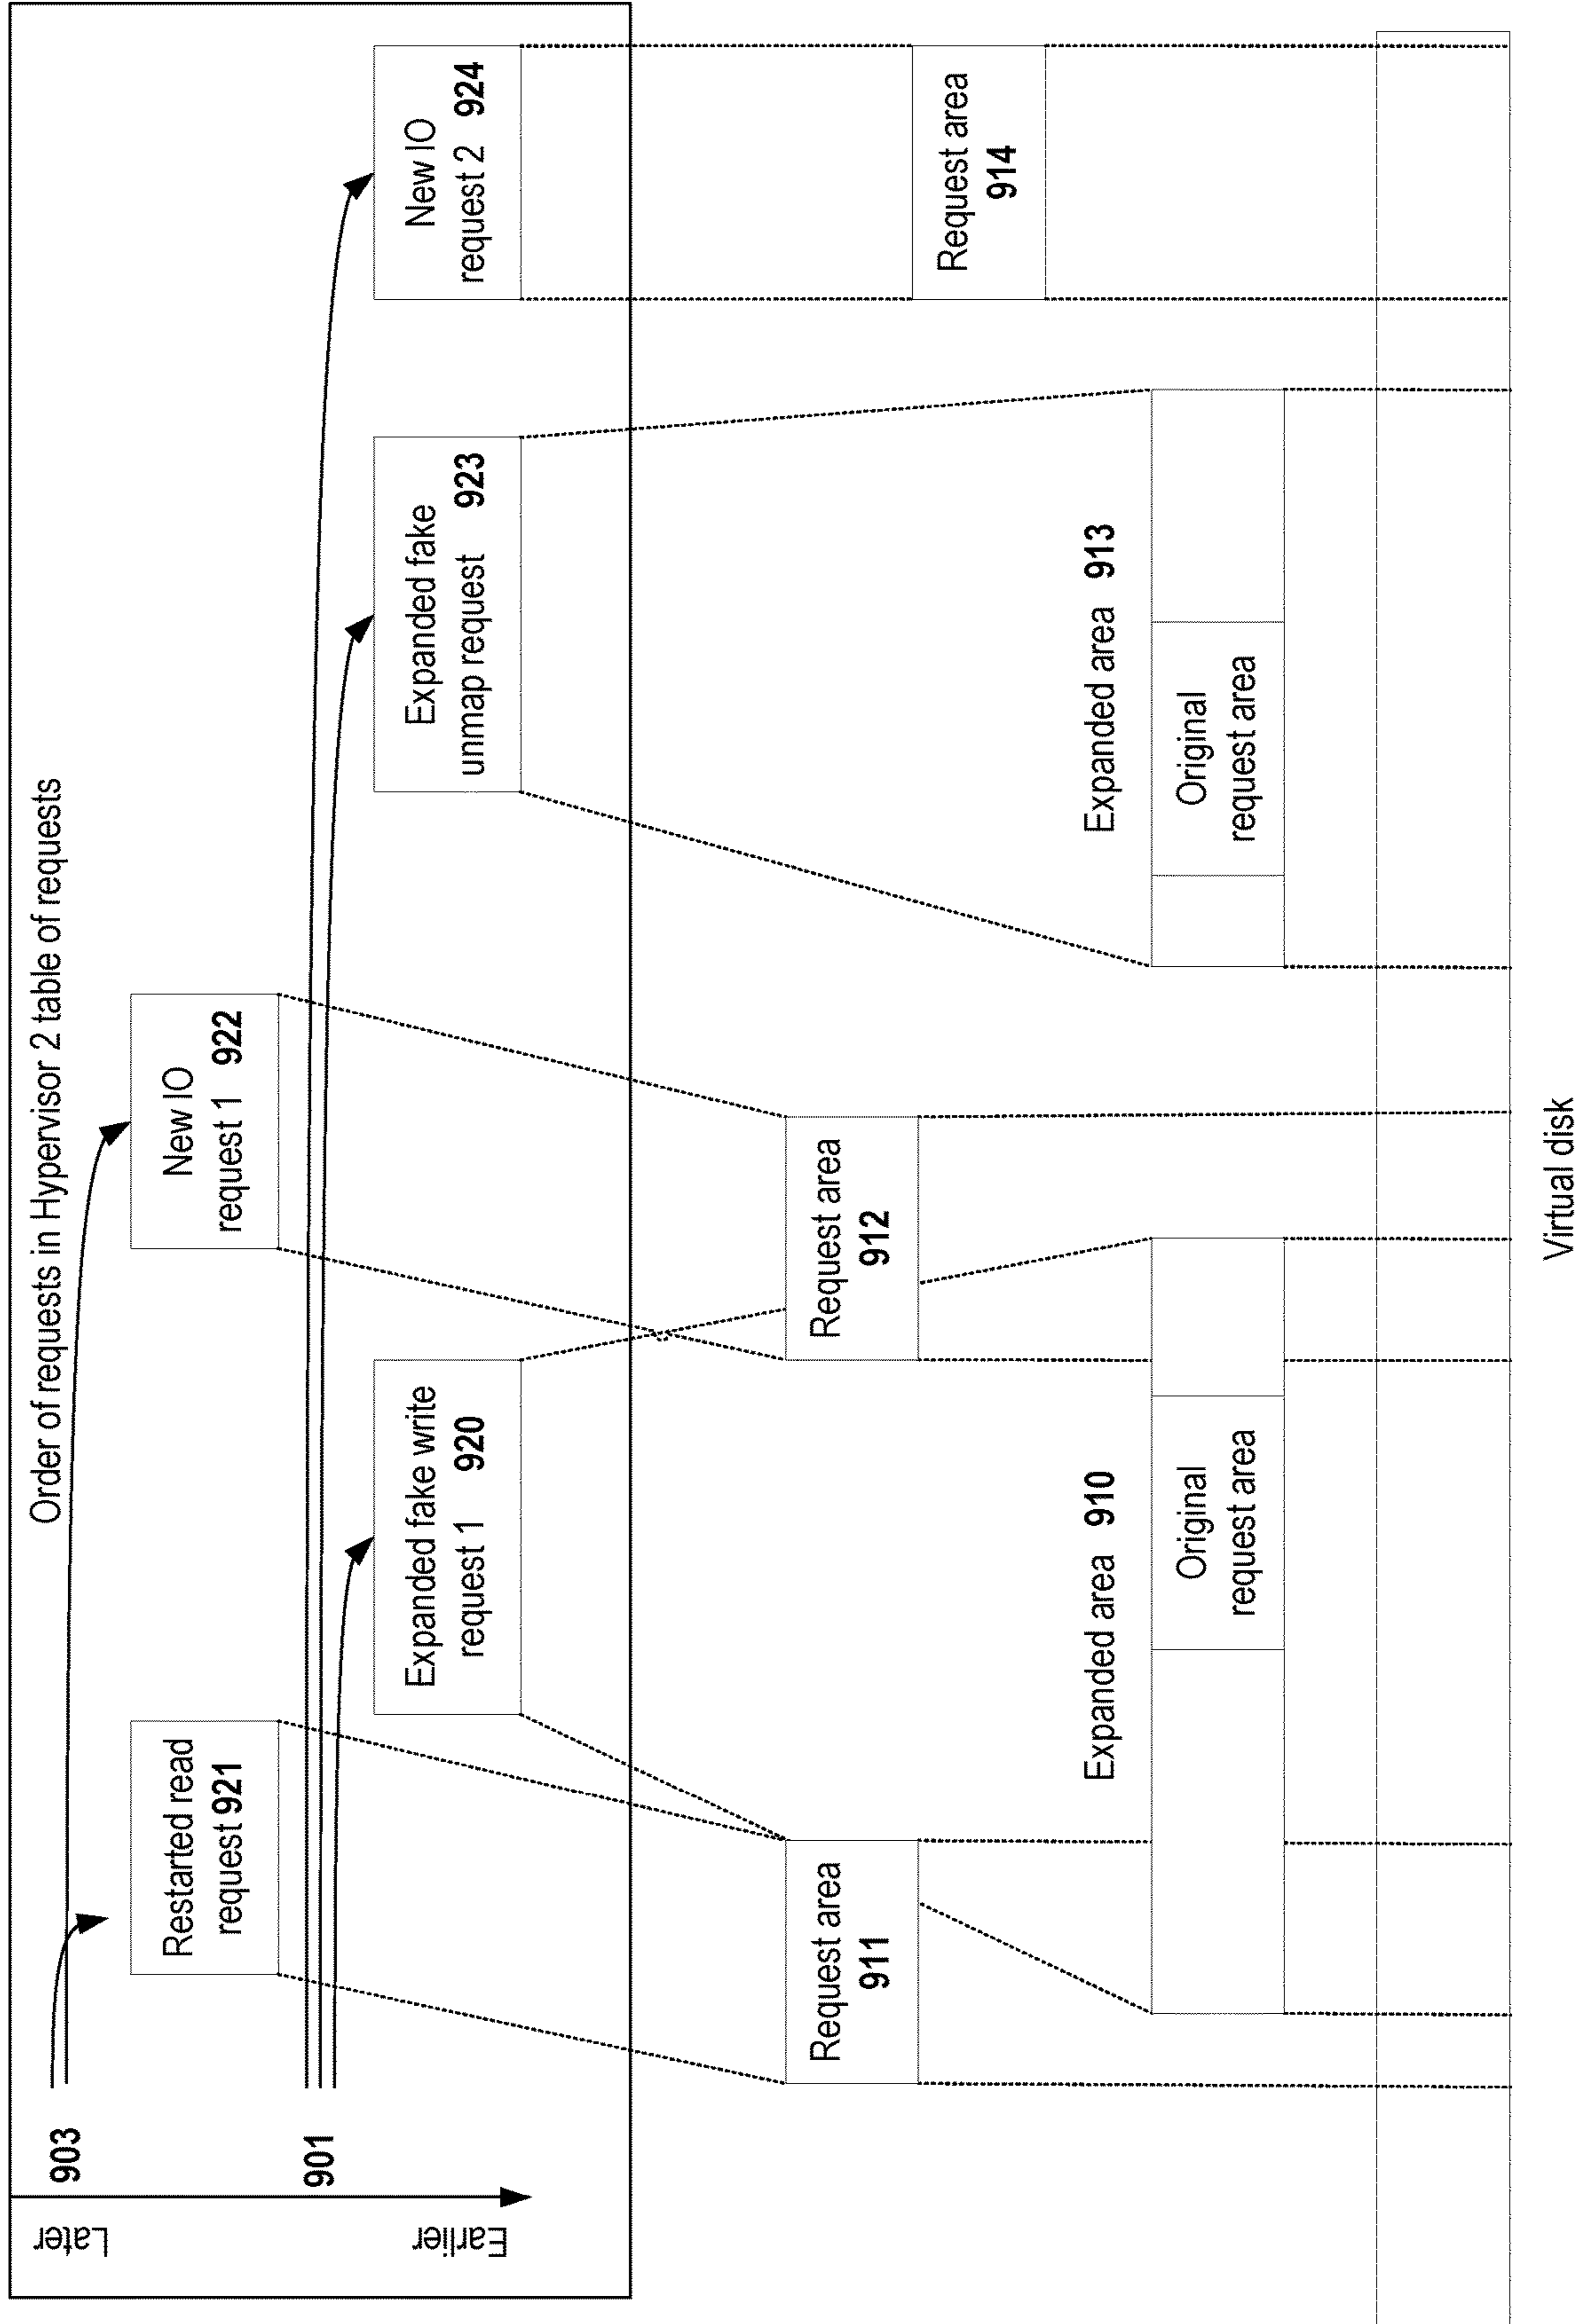 Order of requests in Hypervisor 2 table of requests
Later
903
Earlier
901
Restarted read
request 921
New IO
request 1 922
Expanded fake write
request 1 920
Expanded fake
unmap request 923
New IO
request 2 924
Request area
911
Request area
912
Request area
914
Expanded area 910
Original
request area
Expanded area 913
Original
request area
Virtual disk